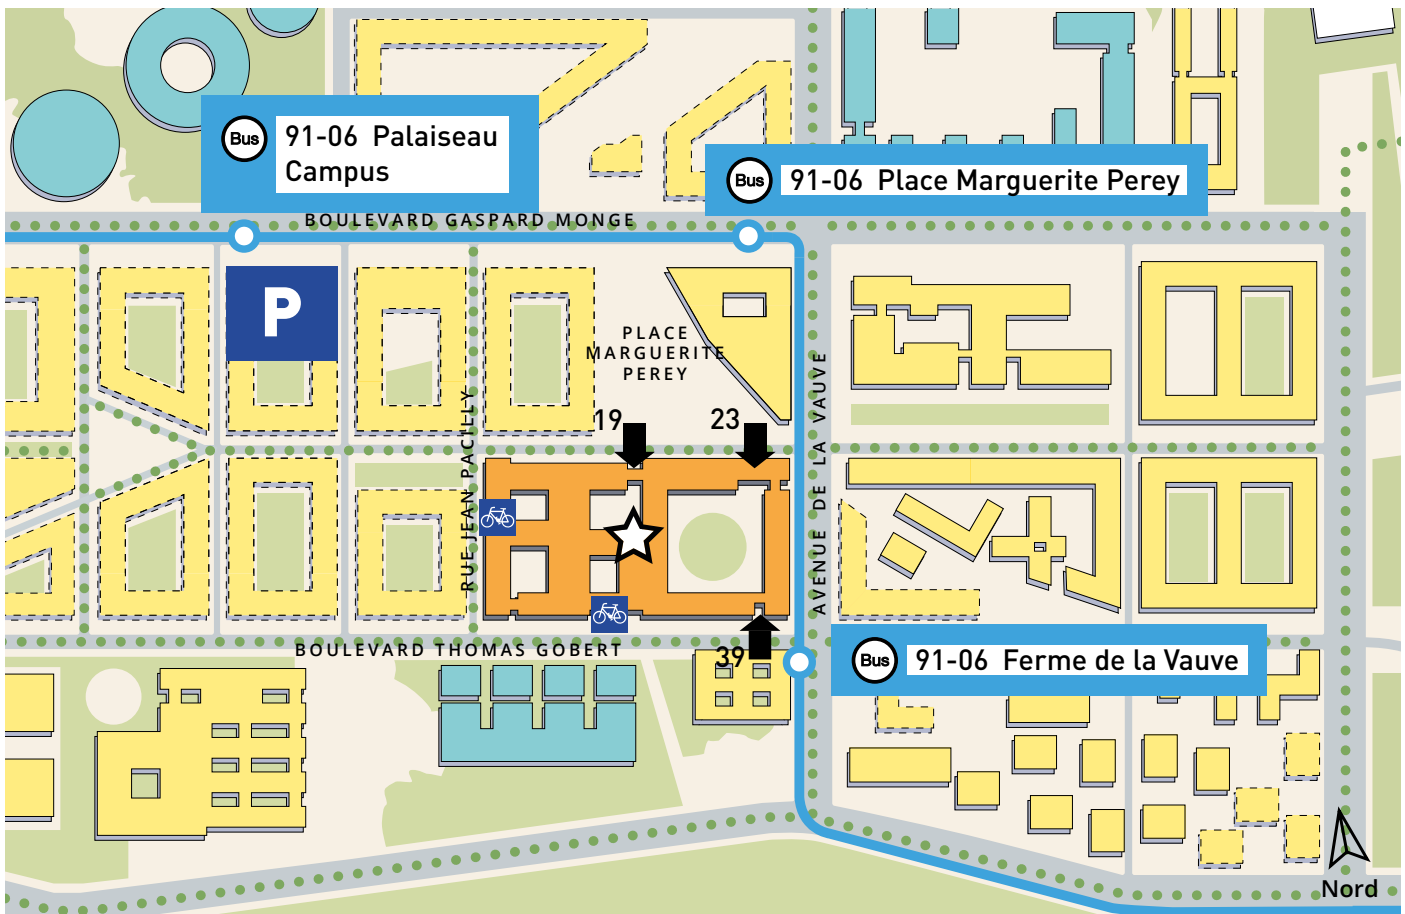 Bus 91-06 Palaiseau
Campus
Bus 91-06 Place Marguerite Perey
BOULEVARD GASPARD MONGE
P
PLACE
MARGUERITE
PEREY
RUE JEAN PACILLY
AVENUE DE LA VAUVE
19
23
39
BOULEVARD THOMAS GOBERT
Bus 91-06 Ferme de la Vauve
Nord